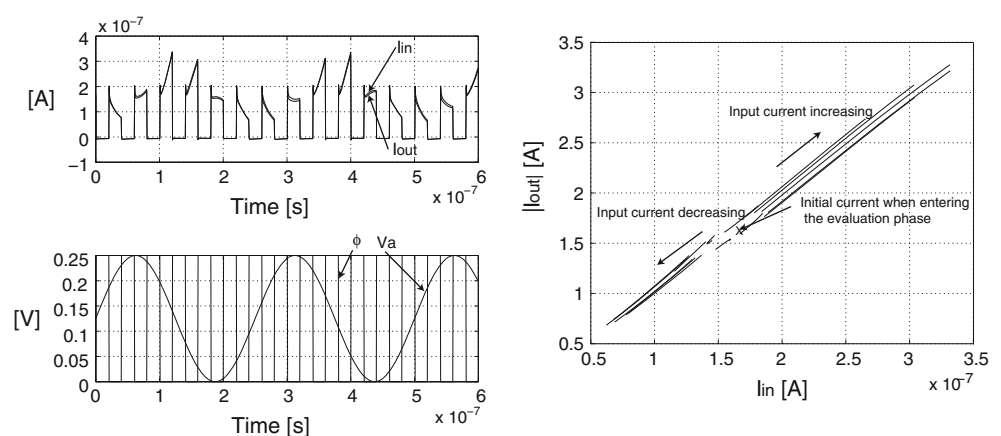 x 10⁻⁷
4
3
2
1
0
-1
[A]
Iin
Iout
0 1 2 3 4 5 6
Time [s]
x 10⁻⁷
ϕ Va
0.25
0.2
0.15
0.1
0.05
0
[V]
0 1 2 3 4 5 6
Time [s]
x 10⁻⁷
3.5
3
2.5
2
1.5
1
0.5
|Iout| [A]
Input current increasing
Input current decreasing
Initial current when entering
the evaluation phase
x
0.5 1 1.5 2 2.5 3 3.5
Iin [A]
x 10⁻⁷